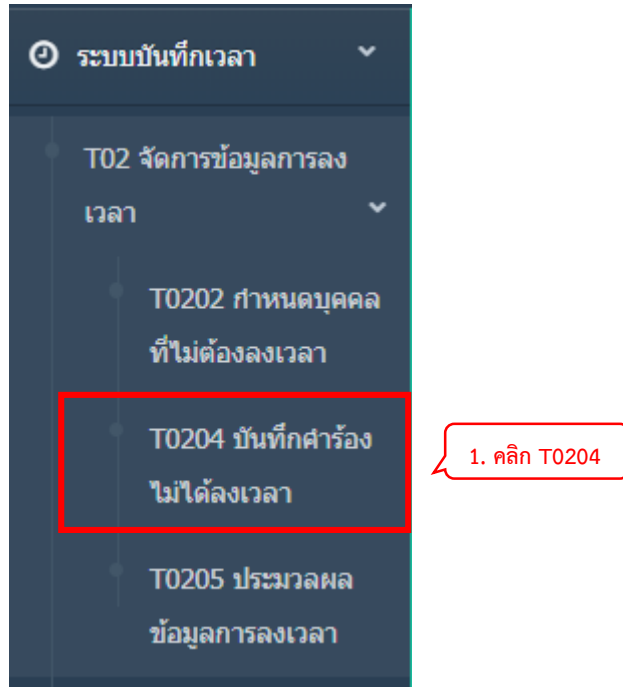 ระบบบันทึกเวลา
T02 จัดการข้อมูลการลง
เวลา
T0202 กำหนดบุคคล
ที่ไม่ต้องลงเวลา
T0204 บันทึกคำร้อง
ไม่ได้ลงเวลา
1. คลิก T0204
T0205 ประมวลผล
ข้อมูลการลงเวลา